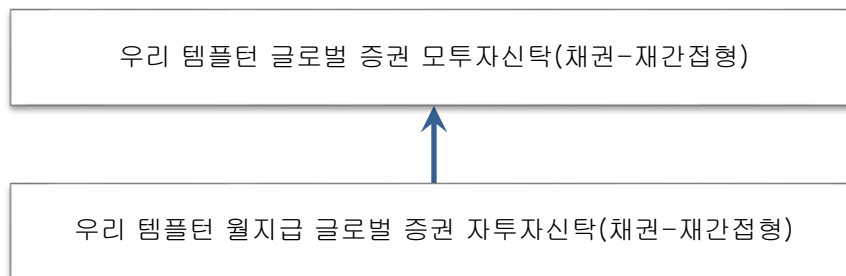 우리 템플턴 글로벌 증권 모투자신탁(채권-재간접형)
우리 템플턴 월지급 글로벌 증권 자투자신탁(채권-재간접형)